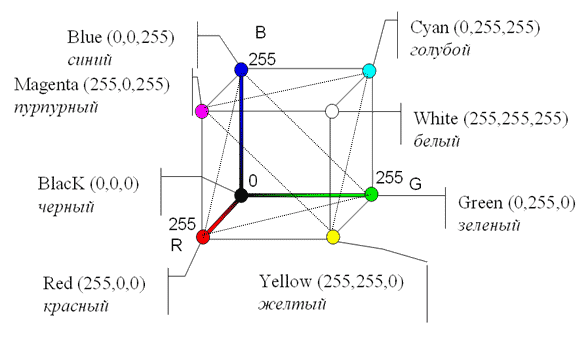 Blue (0,0,255)
синий
B
255
Cyan (0,255,255)
голубой
Magenta (255,0,255)
пурпурный
White (255,255,255)
белый
BlacK (0,0,0)
черный
0
255
G
Green (0,255,0)
зеленый
255
R
Red (255,0,0)
красный
Yellow (255,255,0)
желтый